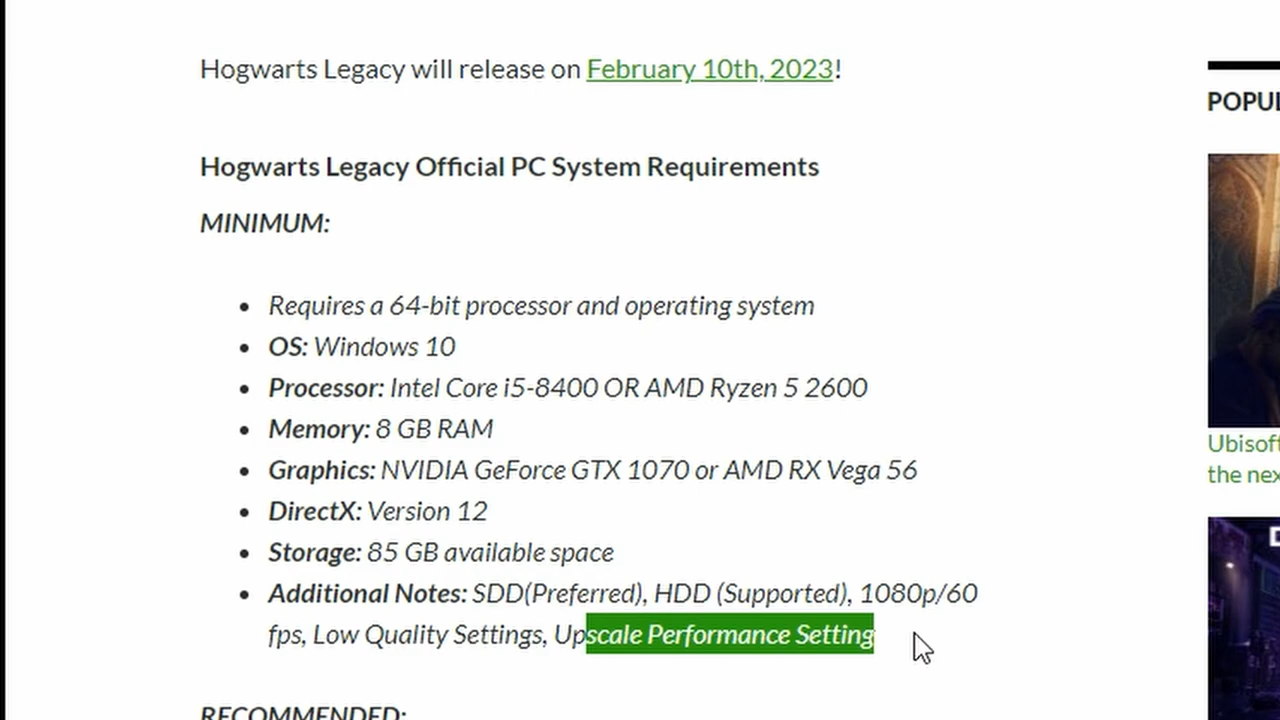 Hogwarts Legacy will release on February 10th, 2023!
POPUL
Hogwarts Legacy Official PC System Requirements
MINIMUM:
Requires a 64-bit processor and operating system
OS: Windows 10
Processor: Intel Core i5-8400 OR AMD Ryzen 5 2600
Memory: 8 GB RAM
Graphics: NVIDIA GeForce GTX 1070 or AMD RX Vega 56
DirectX: Version 12
Storage: 85 GB available space
Additional Notes: SDD(Preferred), HDD (Supported), 1080p/60
fps, Low Quality Settings, Upscale Performance Setting
RECOMMENDED:
Ubisoft
the nex